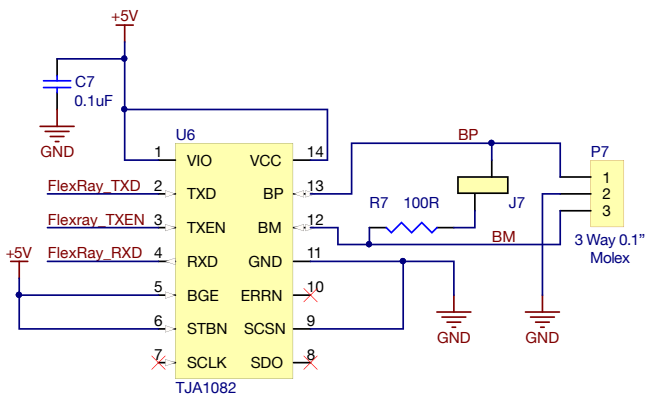 +5V
C7
0.1uF
GND
U6
1 VIO VCC 14
FlexRay_TXD 2 TXD BP 13
Flexray_TXEN 3 TXEN BM 12
FlexRay_RXD 4 RXD GND 11
+5V
5 BGE ERRN 10
6 STBN SCSN 9
7 SCLK SDO 8
TJA1082
BP
R7 100R
J7
BM
P7
1
2
3
3 Way 0.1"
Molex
GND
GND